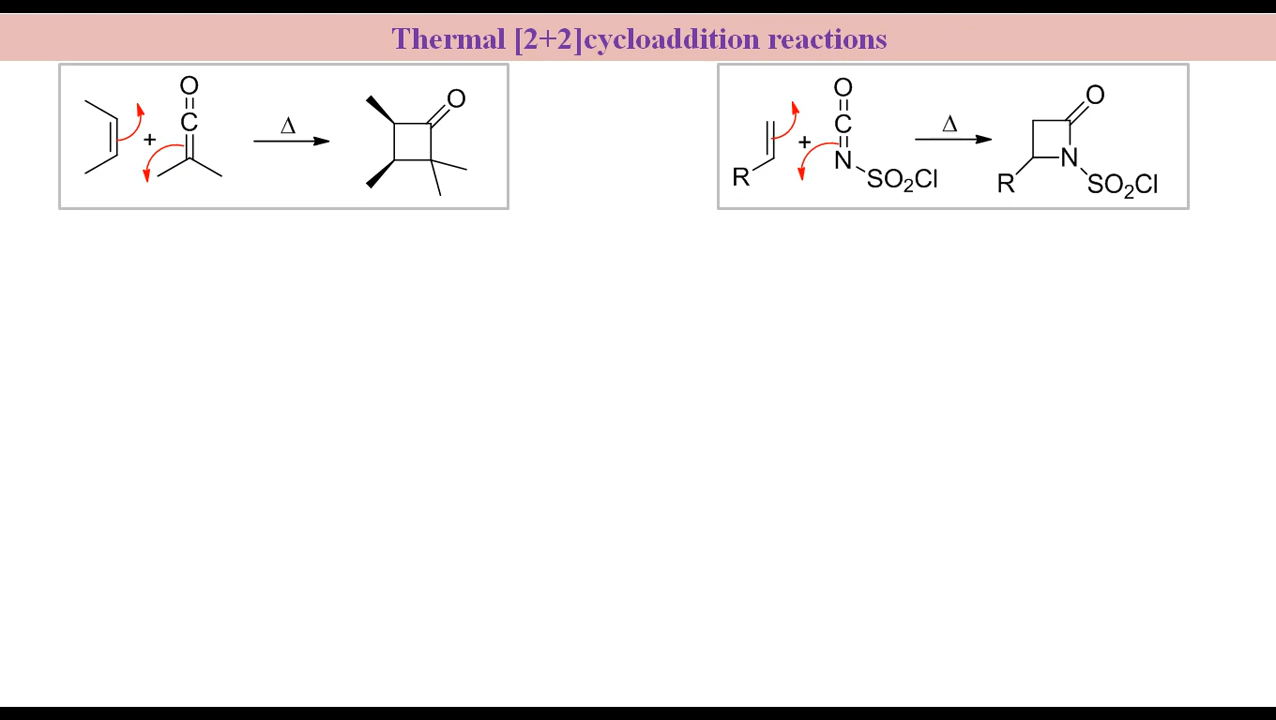 Thermal [2+2]cycloaddition reactions
O
C
+
Δ
O
O
C
N
SO2Cl
R
+
Δ
O
N
SO2Cl
R